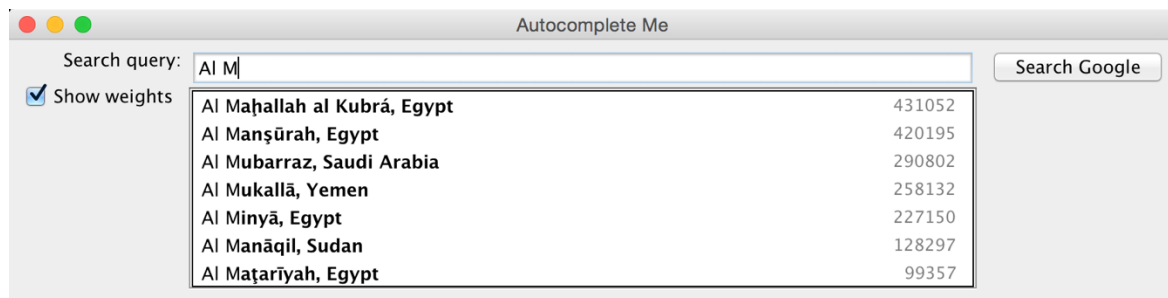 Autocomplete Me
Search query: Al M Search Google
Show weights
Al Maḩallah al Kubrá, Egypt 431052
Al Manşūrah, Egypt 420195
Al Mubarraz, Saudi Arabia 290802
Al Mukallā, Yemen 258132
Al Minyā, Egypt 227150
Al Manāqil, Sudan 128297
Al Maţarīyah, Egypt 99357